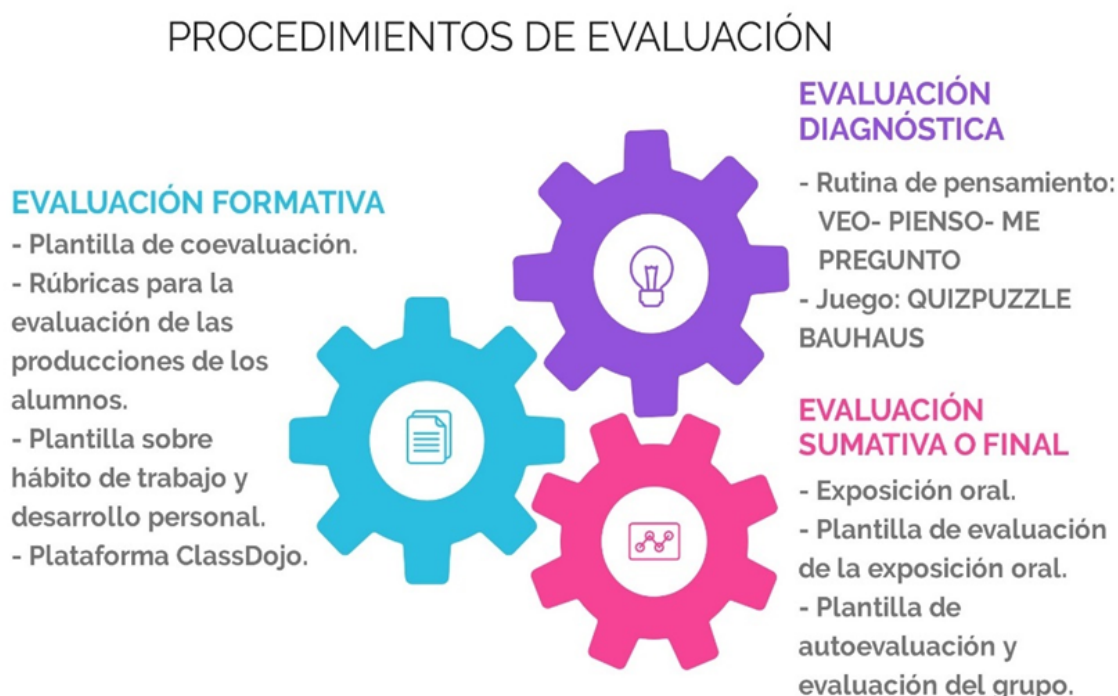 PROCEDIMIENTOS DE EVALUACIÓN
EVALUACIÓN FORMATIVA
- Plantilla de coevaluación.
- Rúbricas para la
evaluación de las
producciones de los
alumnos.
- Plantilla sobre
hábito de trabajo y
desarrollo personal.
- Plataforma ClassDojo.
EVALUACIÓN
DIAGNÓSTICA
- Rutina de pensamiento:
VEO- PIENSO- ME
PREGUNTO
- Juego: QUIZPUZZLE
BAUHAUS
EVALUACIÓN
SUMATIVA O FINAL
- Exposición oral.
- Plantilla de evaluación
de la exposición oral.
- Plantilla de
autoevaluación y
evaluación del grupo.